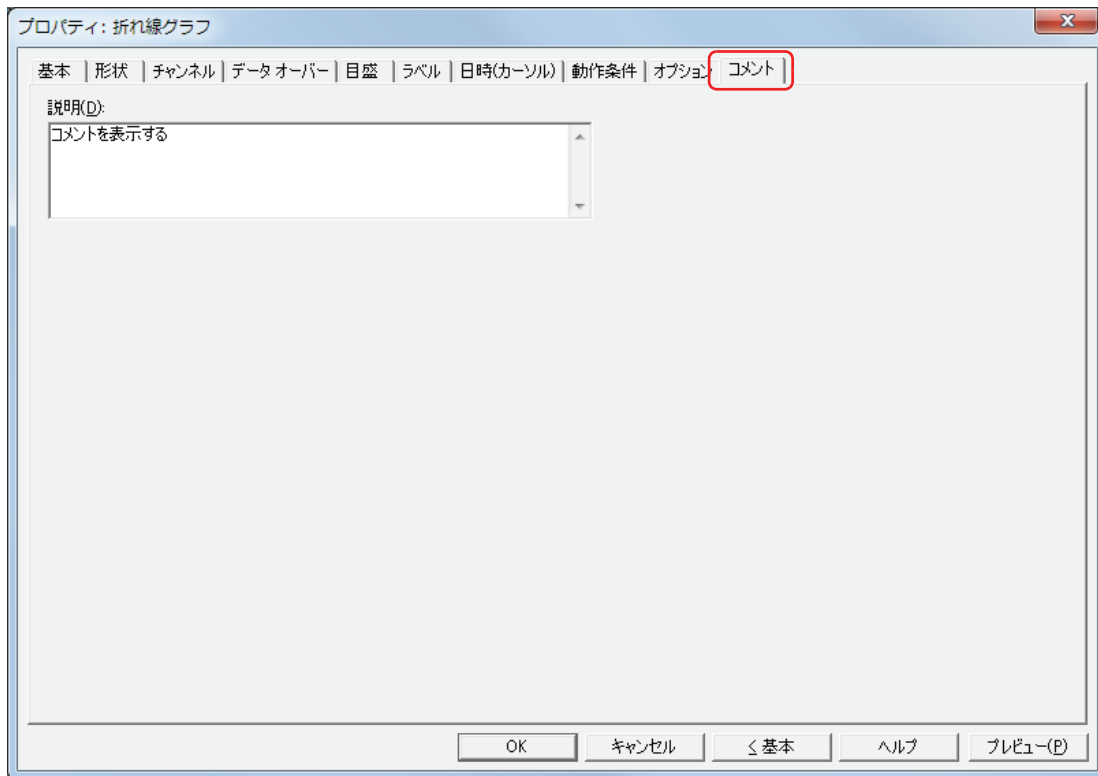 プロパティ: 折れ線グラフ
基本 形状 チャンネル データ オーバー 目盛 ラベル 日時(カーソル) 動作条件 オプション コメント
説明(D):
コメントを表示する
OK キャンセル <基本 ヘルプ プレビュー(P)